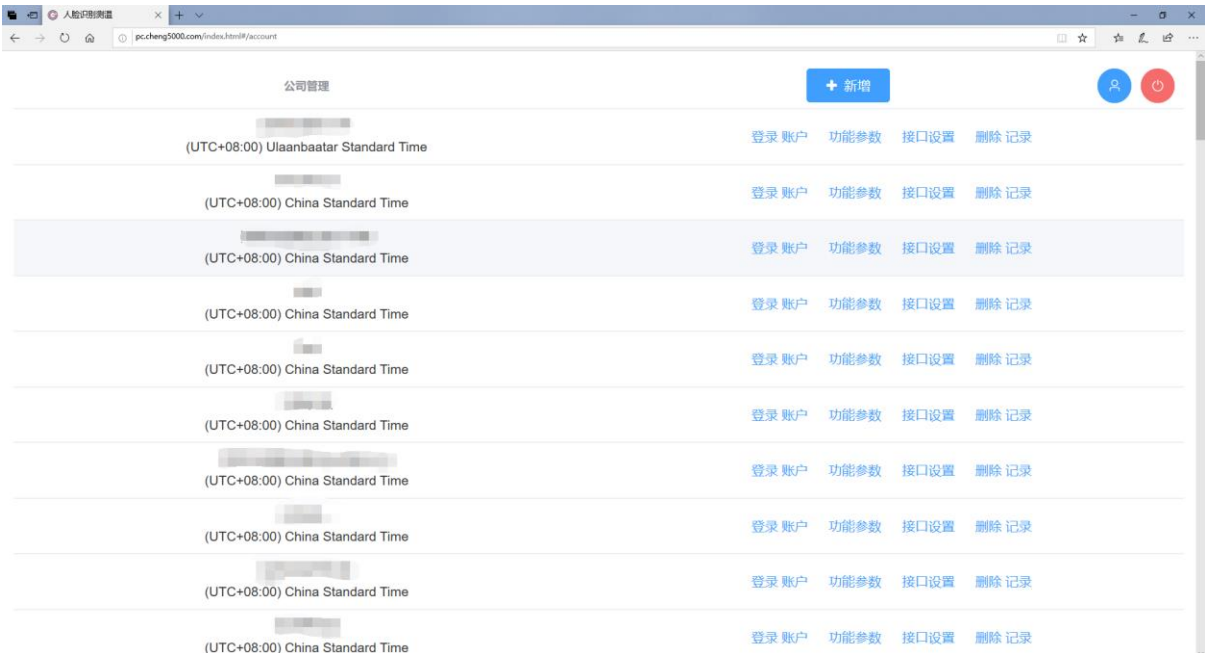 人脸识别测温
pc.cheng5000.com/index.html#/account
公司管理
新增
(UTC+08:00) Ulaanbaatar Standard Time
登录 账户 功能参数 接口设置 删除 记录
(UTC+08:00) China Standard Time
登录 账户 功能参数 接口设置 删除 记录
(UTC+08:00) China Standard Time
登录 账户 功能参数 接口设置 删除 记录
(UTC+08:00) China Standard Time
登录 账户 功能参数 接口设置 删除 记录
(UTC+08:00) China Standard Time
登录 账户 功能参数 接口设置 删除 记录
(UTC+08:00) China Standard Time
登录 账户 功能参数 接口设置 删除 记录
(UTC+08:00) China Standard Time
登录 账户 功能参数 接口设置 删除 记录
(UTC+08:00) China Standard Time
登录 账户 功能参数 接口设置 删除 记录
(UTC+08:00) China Standard Time
登录 账户 功能参数 接口设置 删除 记录
(UTC+08:00) China Standard Time
登录 账户 功能参数 接口设置 删除 记录